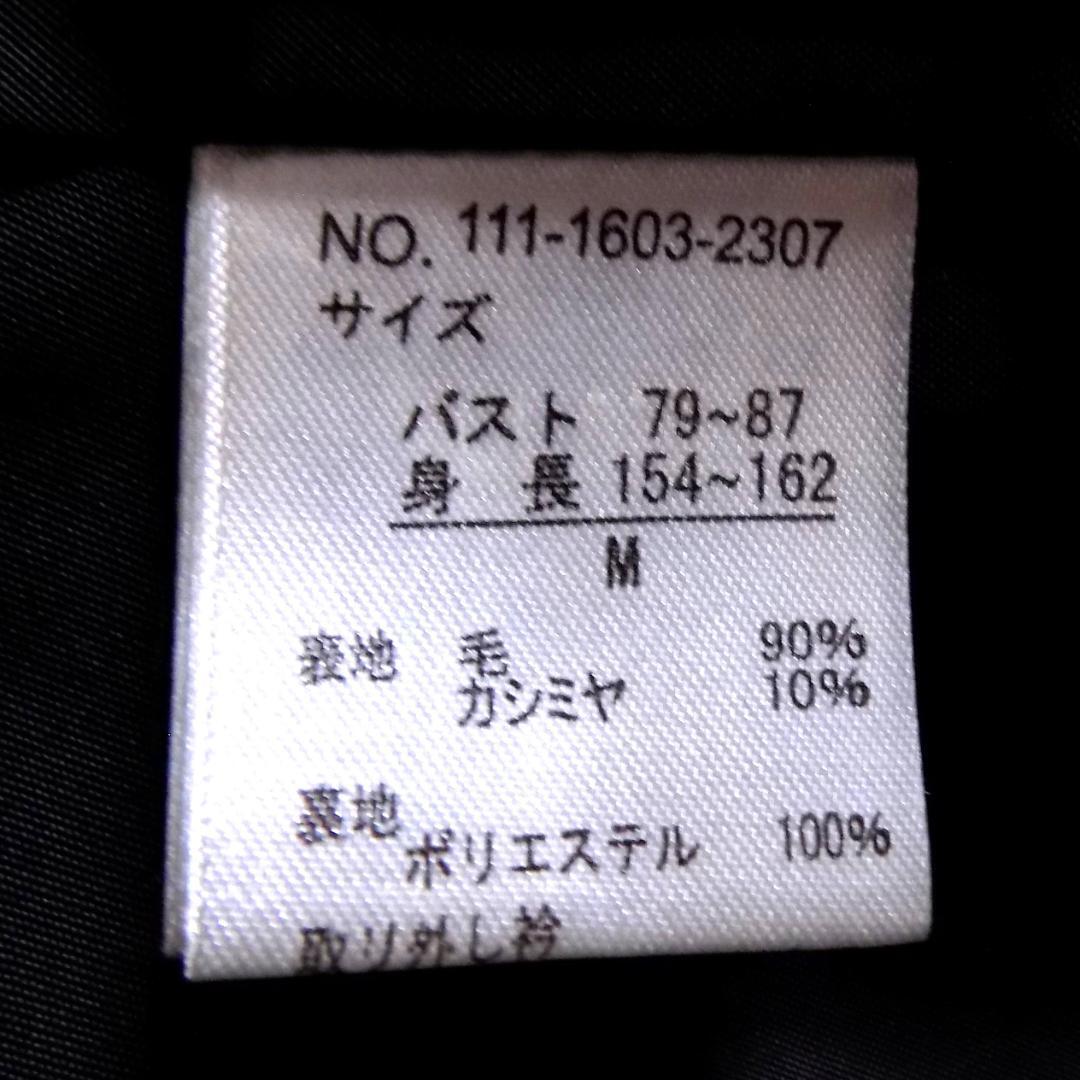 NO. 111-1603-2307
サイズ
バスト 79~87
身 長 154~162
M
表地 毛 90%
カシミヤ 10%
裏地
ポリエステル 100%
取り外し衿